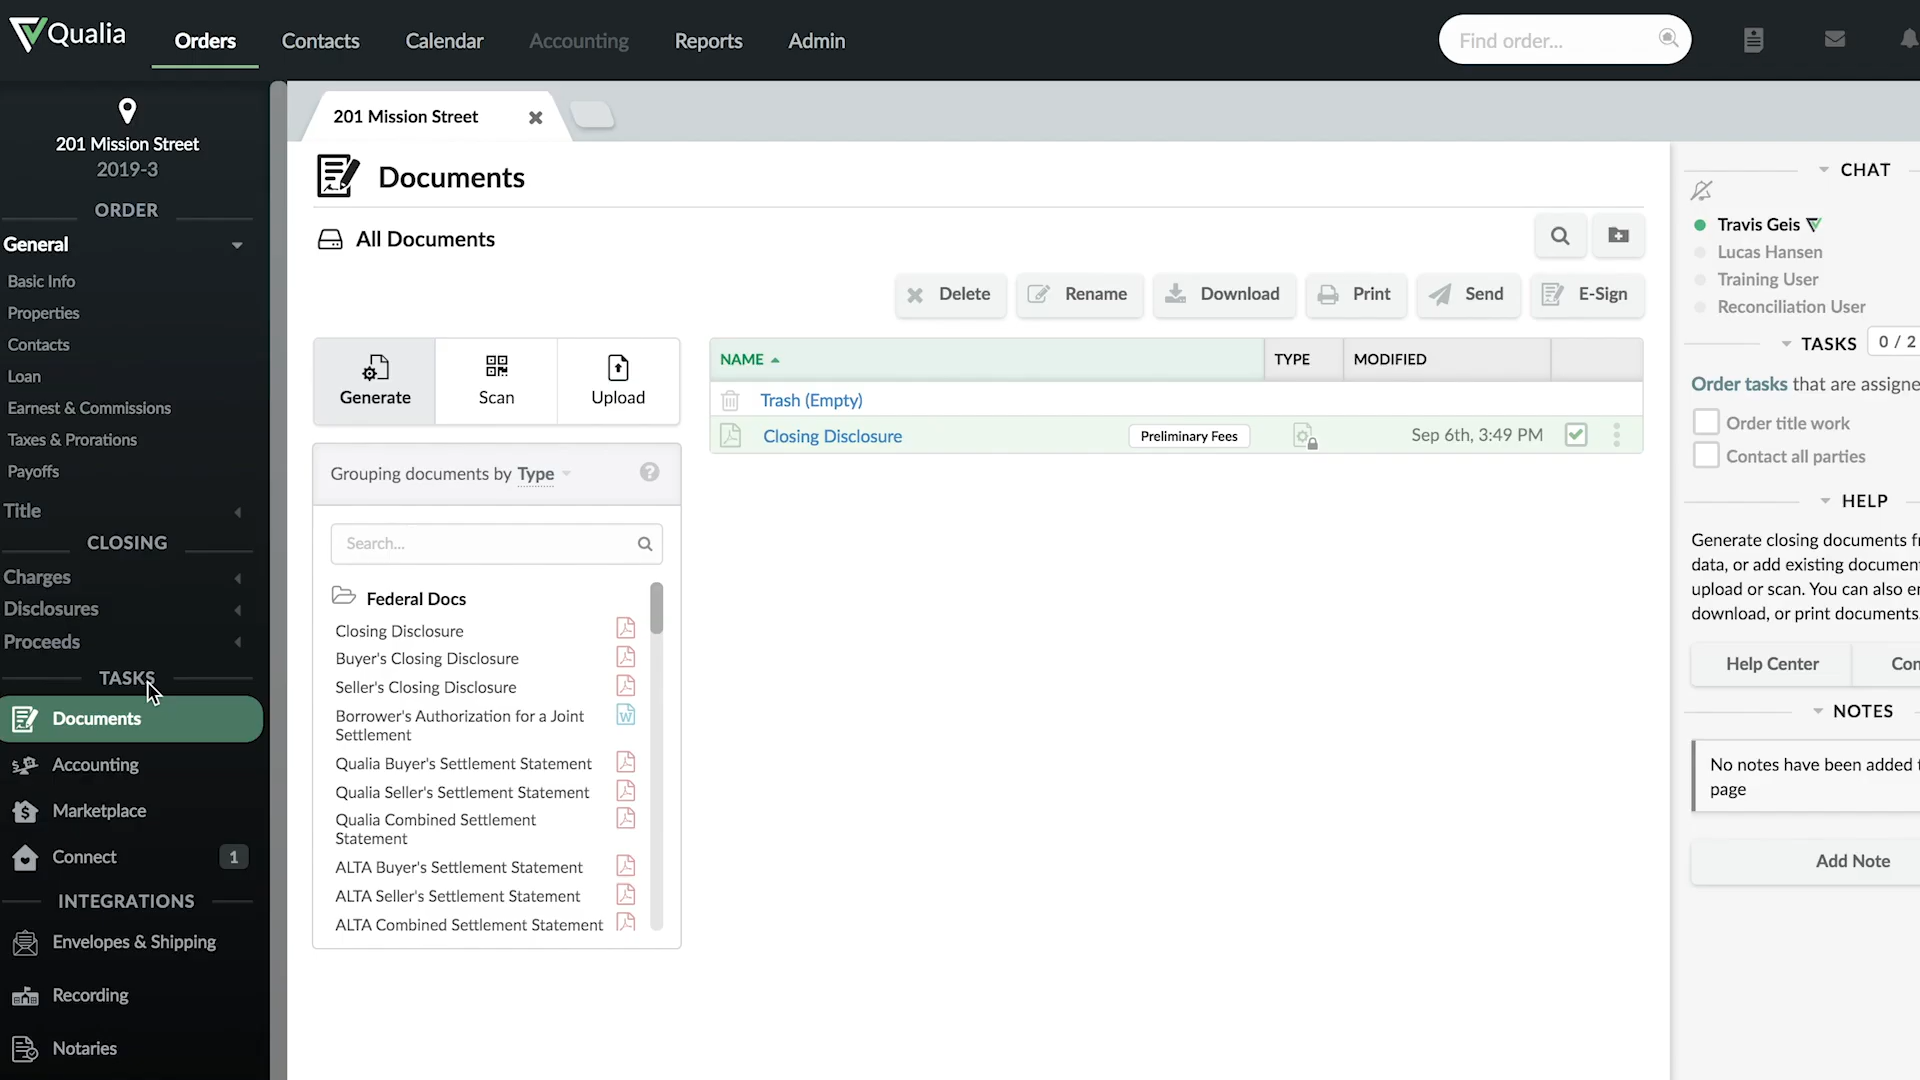 Qualia
Orders
Contacts
Calendar
Accounting
Reports
Admin
Find order...
201 Mission Street
2019-3
ORDER
General
Basic Info
Properties
Contacts
Loan
Earnest & Commissions
Taxes & Prorations
Payoffs
Title
CLOSING
Charges
Disclosures
Proceeds
TASKS
Documents
Accounting
Marketplace
Connect 1
INTEGRATIONS
Envelopes & Shipping
Recording
Notaries
201 Mission Street
Documents
All Documents
Delete
Rename
Download
Print
Send
E-Sign
Generate
Scan
Upload
Grouping documents by Type
Search...
Federal Docs
Closing Disclosure
Buyer's Closing Disclosure
Seller's Closing Disclosure
Borrower's Authorization for a Joint
Settlement
Qualia Buyer's Settlement Statement
Qualia Seller's Settlement Statement
Qualia Combined Settlement
Statement
ALTA Buyer's Settlement Statement
ALTA Seller's Settlement Statement
ALTA Combined Settlement Statement
NAME TYPE MODIFIED
Trash (Empty)
Closing Disclosure Preliminary Fees Sep 6th, 3:49 PM
CHAT
Travis Geis
Lucas Hansen
Training User
Reconciliation User
TASKS 0 / 2
Order tasks that are assigne
Order title work
Contact all parties
HELP
Generate closing documents
data, or add existing documen
upload or scan. You can also
download, or print documents
Help Center
NOTES
No notes have been added
page
Add Note